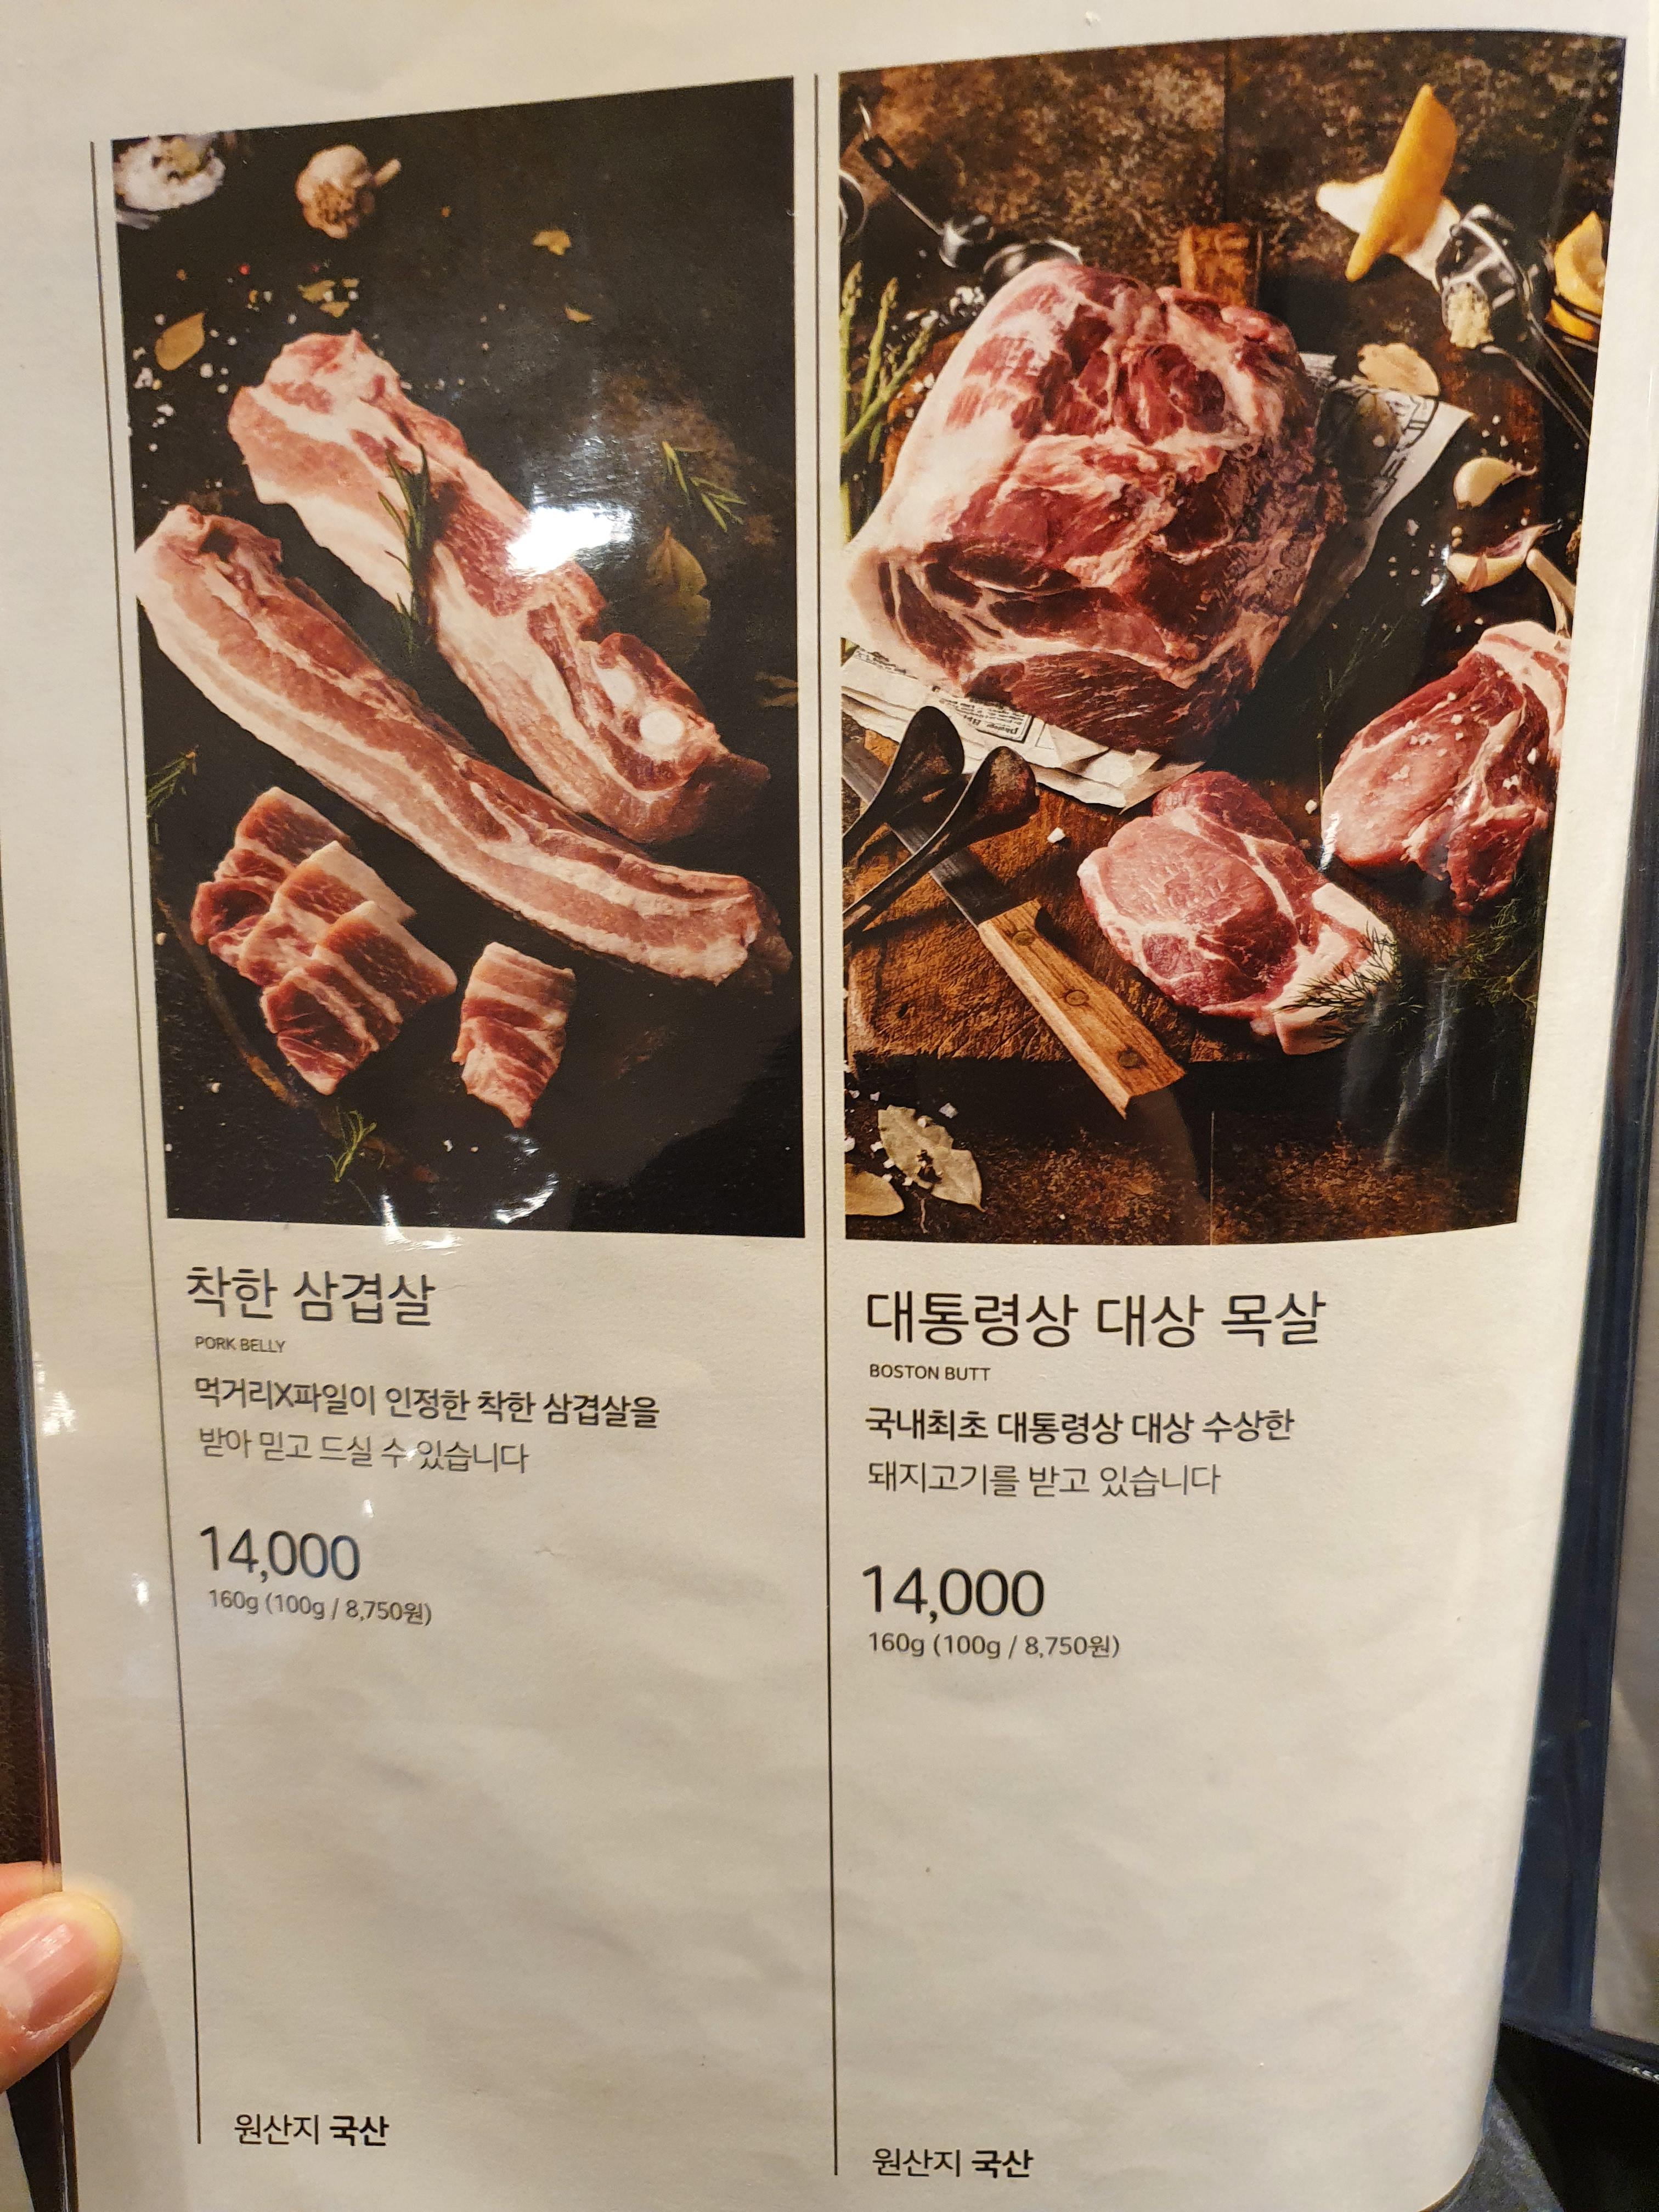 착한 삼겹살
PORK BELLY
먹거리X파일이 인정한 착한 삼겹살을
받아 믿고 드실 수 있습니다
14,000
160g (100g / 8,750원)
원산지 국산
대통령상 대상 목살
BOSTON BUTT
국내최초 대통령상 대상 수상한
돼지고기를 받고 있습니다
14,000
160g (100g / 8,750원)
원산지 국산